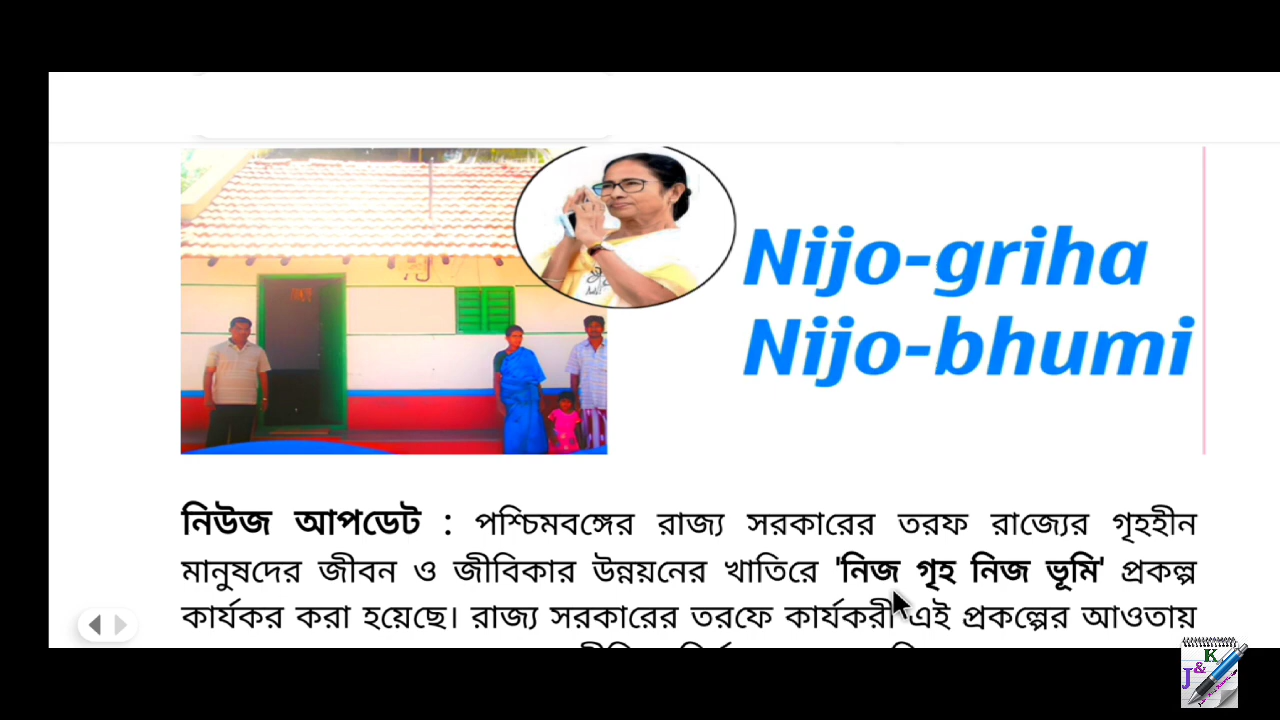 Nijo-griha
Nijo-bhumi
নিউজ আপডেট : পশ্চিমবঙ্গের রাজ্য সরকারের তরফ রাজ্যের গৃহহীন
মানুষদের জীবন ও জীবিকার উন্নয়নের খাতিরে 'নিজ গৃহ নিজ ভূমি' প্রকল্প
কার্যকর করা হয়েছে। রাজ্য সরকারের তরফে কার্যকরী এই প্রকল্পের আওতায়
J&K